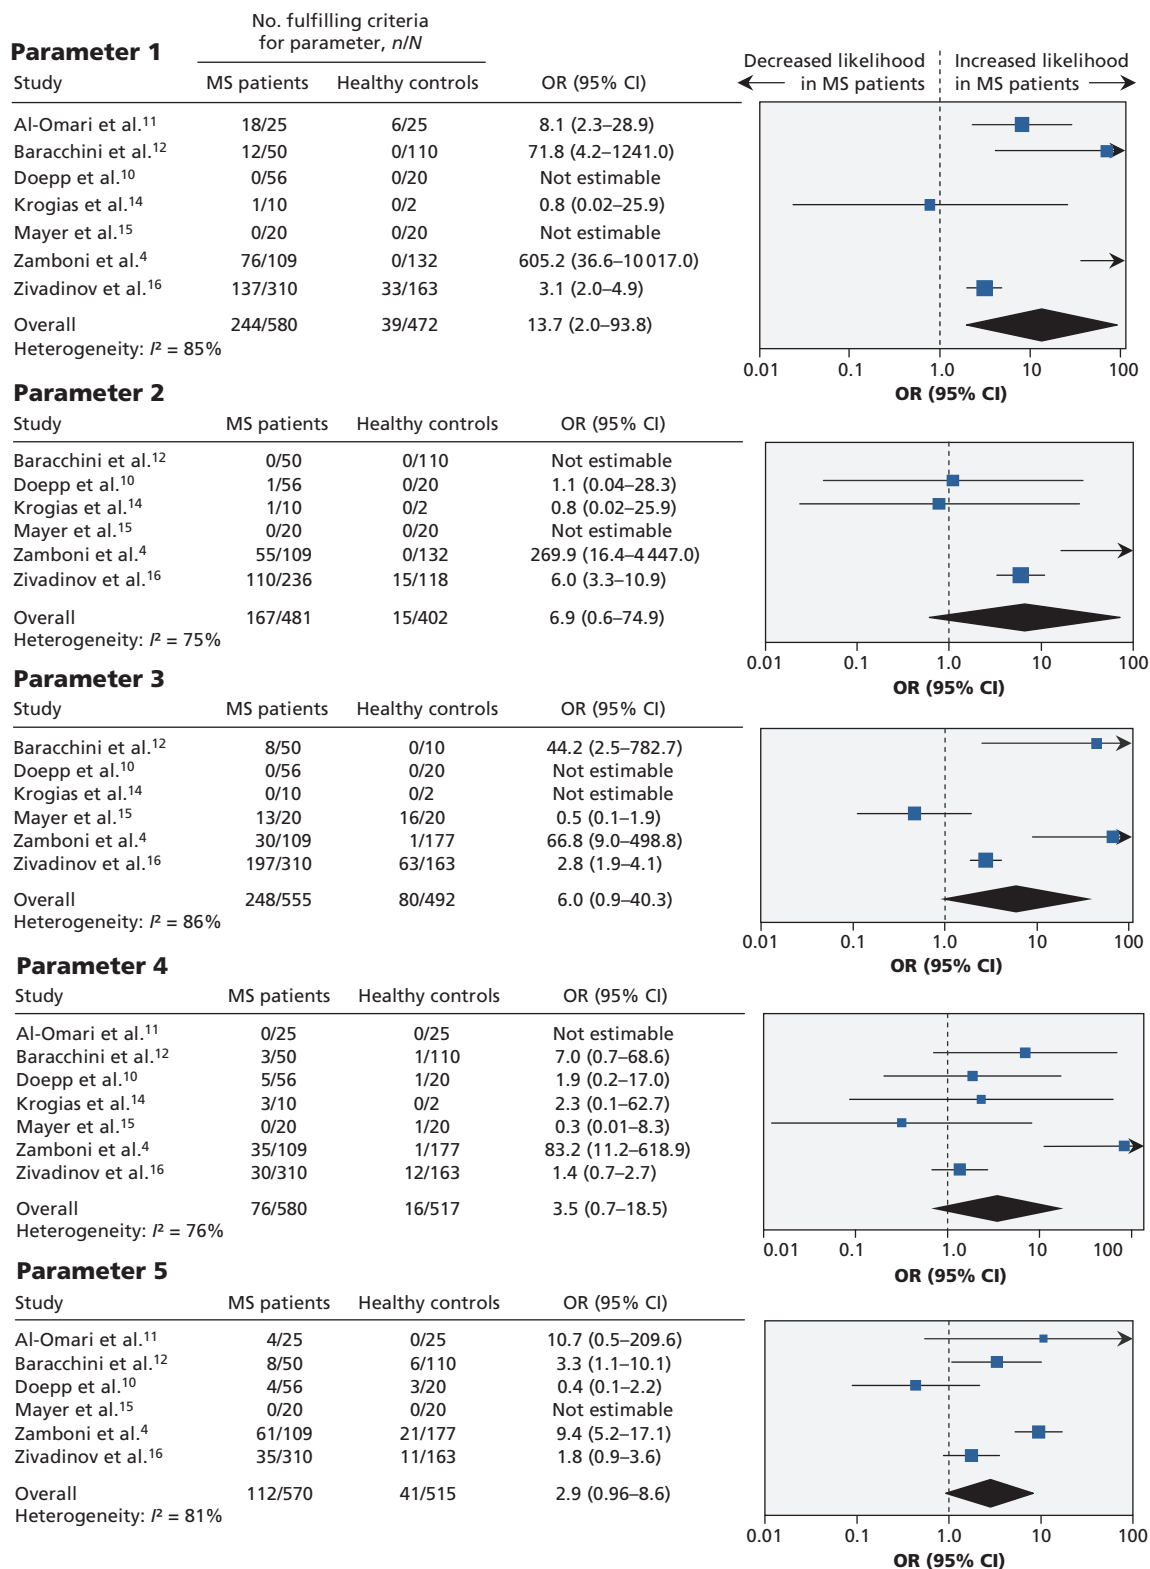 No. fulfilling criteria
for parameter, n/N
Parameter 1
Study MS patients Healthy controls OR (95% CI)
Decreased likelihood in MS patients
Increased likelihood in MS patients
Al-Omari et al.11 18/25 6/25 8.1 (2.3–28.9)
Baracchini et al.12 12/50 0/110 71.8 (4.2–1241.0)
Doepp et al.10 0/56 0/20 Not estimable
Krogias et al.14 1/10 0/2 0.8 (0.02–25.9)
Mayer et al.15 0/20 0/20 Not estimable
Zamboni et al.4 76/109 0/132 605.2 (36.6–10 017.0)
Zivadinov et al.16 137/310 33/163 3.1 (2.0–4.9)
Overall 244/580 39/472 13.7 (2.0–93.8)
Heterogeneity: I² = 85%
0.01 0.1 1.0 10 100
OR (95% CI)
Parameter 2
Study MS patients Healthy controls OR (95% CI)
Baracchini et al.12 0/50 0/110 Not estimable
Doepp et al.10 1/56 0/20 1.1 (0.04–28.3)
Krogias et al.14 1/10 0/2 0.8 (0.02–25.9)
Mayer et al.15 0/20 0/20 Not estimable
Zamboni et al.4 55/109 0/132 269.9 (16.4–4 447.0)
Zivadinov et al.16 110/236 15/118 6.0 (3.3–10.9)
Overall 167/481 15/402 6.9 (0.6–74.9)
Heterogeneity: I² = 75%
0.01 0.1 1.0 10 100
OR (95% CI)
Parameter 3
Study MS patients Healthy controls OR (95% CI)
Baracchini et al.12 8/50 0/10 44.2 (2.5–782.7)
Doepp et al.10 0/56 0/20 Not estimable
Krogias et al.14 0/10 0/2 Not estimable
Mayer et al.15 13/20 16/20 0.5 (0.1–1.9)
Zamboni et al.4 30/109 1/177 66.8 (9.0–498.8)
Zivadinov et al.16 197/310 63/163 2.8 (1.9–4.1)
Overall 248/555 80/492 6.0 (0.9–40.3)
Heterogeneity: I² = 86%
0.01 0.1 1.0 10 100
OR (95% CI)
Parameter 4
Study MS patients Healthy controls OR (95% CI)
Al-Omari et al.11 0/25 0/25 Not estimable
Baracchini et al.12 3/50 1/110 7.0 (0.7–68.6)
Doepp et al.10 5/56 1/20 1.9 (0.2–17.0)
Krogias et al.14 3/10 0/2 2.3 (0.1–62.7)
Mayer et al.15 0/20 1/20 0.3 (0.01–8.3)
Zamboni et al.4 35/109 1/177 83.2 (11.2–618.9)
Zivadinov et al.16 30/310 12/163 1.4 (0.7–2.7)
Overall 76/580 16/517 3.5 (0.7–18.5)
Heterogeneity: I² = 76%
0.01 0.1 1.0 10 100
OR (95% CI)
Parameter 5
Study MS patients Healthy controls OR (95% CI)
Al-Omari et al.11 4/25 0/25 10.7 (0.5–209.6)
Baracchini et al.12 8/50 6/110 3.3 (1.1–10.1)
Doepp et al.10 4/56 3/20 0.4 (0.1–2.2)
Mayer et al.15 0/20 0/20 Not estimable
Zamboni et al.4 61/109 21/177 9.4 (5.2–17.1)
Zivadinov et al.16 35/310 11/163 1.8 (0.9–3.6)
Overall 112/570 41/515 2.9 (0.96–8.6)
Heterogeneity: I² = 81%
0.01 0.1 1.0 10 100
OR (95% CI)